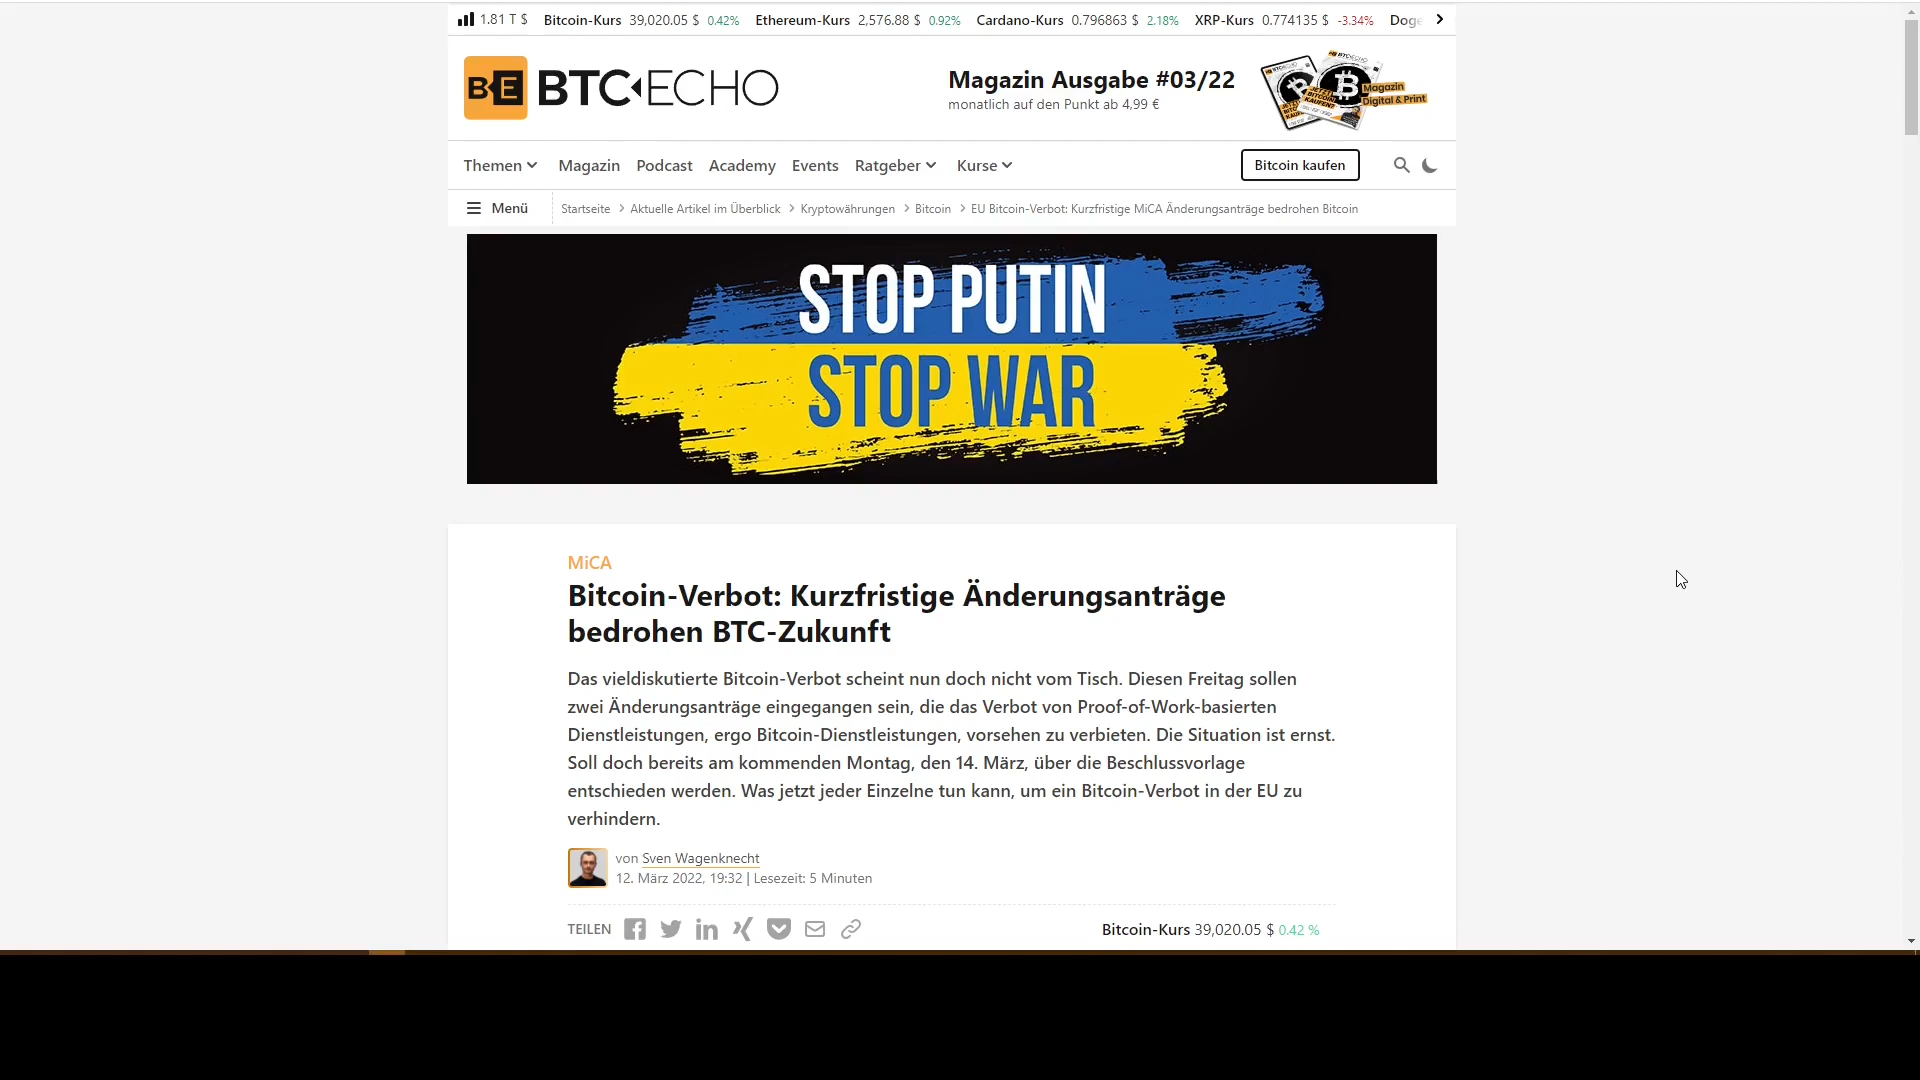 1.81 T $ Bitcoin-Kurs 39,020.05 $ 0.42% Ethereum-Kurs 2,576.88 $ 0.92% Cardano-Kurs 0.796863 $ 2.18% XRP-Kurs 0.774135 $ -3.34% Doge
BE BTC ECHO
Magazin Ausgabe #03/22
monatlich auf den Punkt ab 4,99 €
Magazin
Digital & Print
Themen Magazin Podcast Academy Events Ratgeber Kurse Bitcoin kaufen
Menü Startseite > Aktuelle Artikel im Überblick > Kryptowährungen > Bitcoin > EU Bitcoin-Verbot: Kurzfristige MiCA Änderungsanträge bedrohen Bitcoin
STOP PUTIN
STOP WAR
MiCA
Bitcoin-Verbot: Kurzfristige Änderungsanträge
bedrohen BTC-Zukunft
Das vieldiskutierte Bitcoin-Verbot scheint nun doch nicht vom Tisch. Diesen Freitag sollen
zwei Änderungsanträge eingegangen sein, die das Verbot von Proof-of-Work-basierten
Dienstleistungen, ergo Bitcoin-Dienstleistungen, vorsehen zu verbieten. Die Situation ist ernst.
Soll doch bereits am kommenden Montag, den 14. März, über die Beschlussvorlage
entschieden werden. Was jetzt jeder Einzelne tun kann, um ein Bitcoin-Verbot in der EU zu
verhindern.
von Sven Wagenknecht
12. März 2022, 19:32 | Lesezeit: 5 Minuten
TEILEN
Bitcoin-Kurs 39,020.05 $ 0.42 %